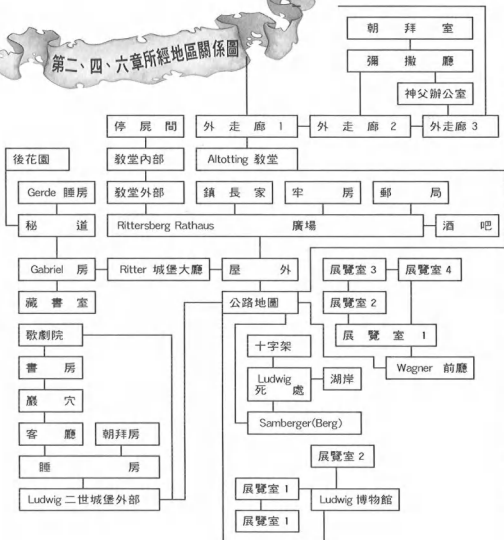 第二、四、六章所經地區關係圖
朝拜室
彌撒廳
神父辦公室
停屍間
外走廊 1
外走廊 2
外走廊 3
後花園
教堂內部
Altotting 教堂
Gerde 睡房
教堂外部
鎮長家
牢房
郵局
秘道
Rittersberg Rathaus 廣場
酒吧
Gabriel 房
Ritter 城堡大廳
屋外
展覽室 3
展覽室 4
藏書室
公路地圖
展覽室 2
歌劇院
十字架
展覽室 1
書房
Ludwig
死處
湖岸
Wagner 前廳
巖穴
Samberger(Berg)
客廳
朝拜房
睡房
展覽室 2
展覽室 1
Ludwig 二世城堡外部
Ludwig 博物館
展覽室 1